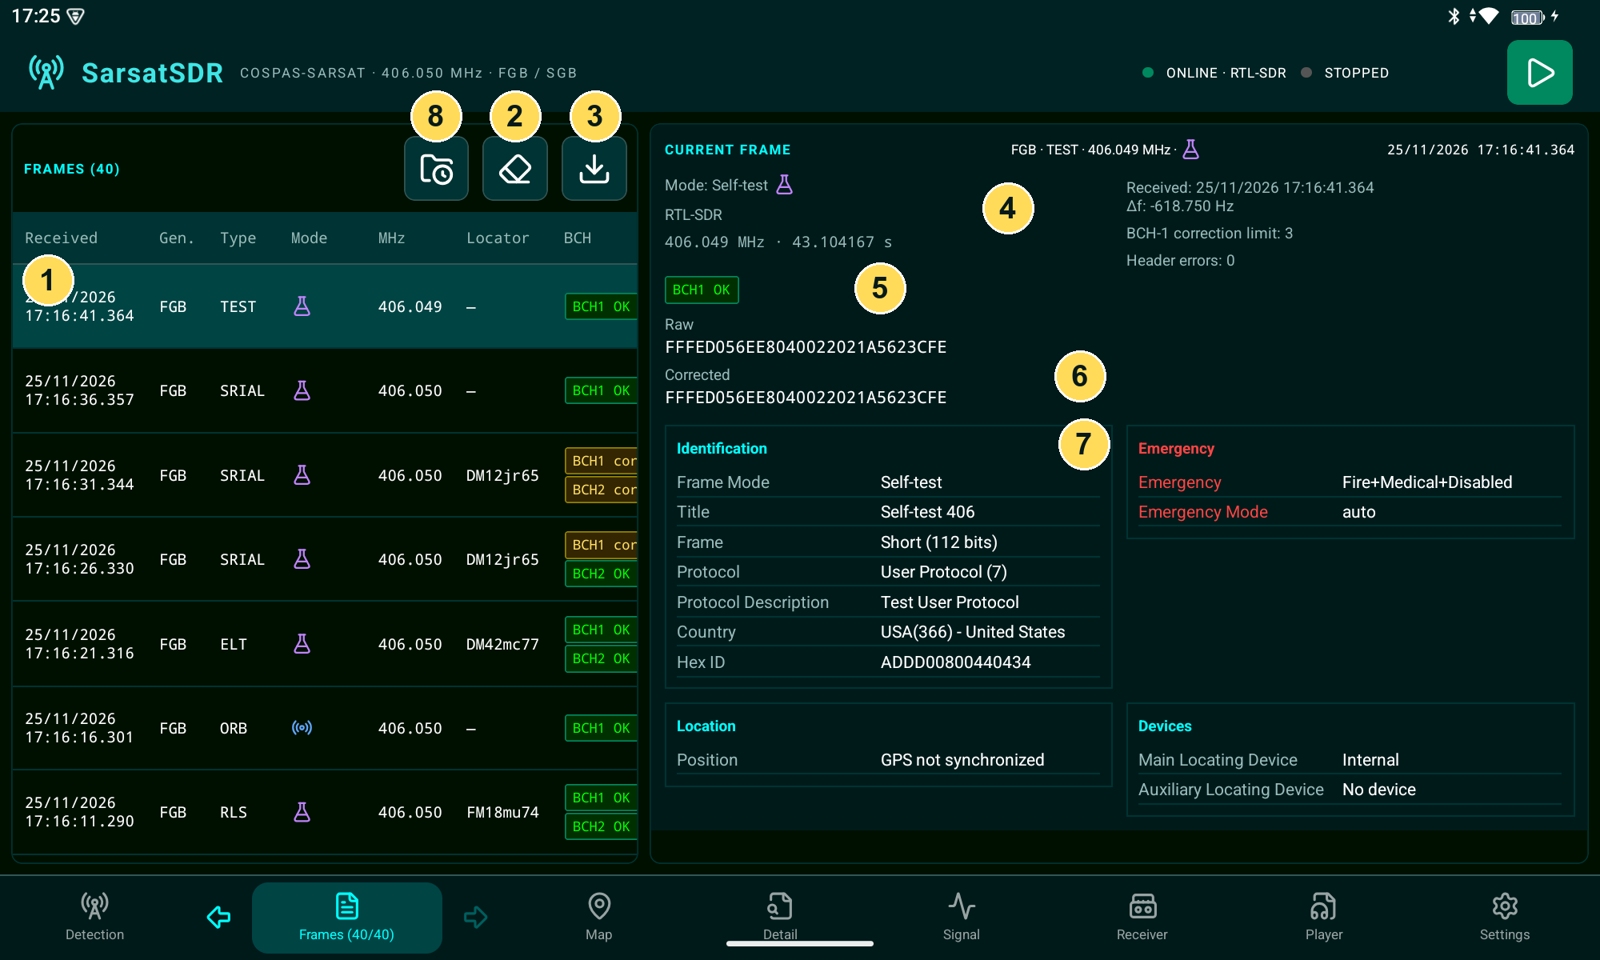 17:25
100
SarsatSDR COSPAS-SARSAT · 406.050 MHz · FGB / SGB
ONLINE · RTL-SDR STOPPED
8 2 3
FRAMES (40)
Received Gen. Type Mode MHz Locator BCH
1
/2026
17:16:41.364 FGB TEST 406.049 — BCH1 OK
25/11/2026
17:16:36.357 FGB SRIAL 406.050 — BCH1 OK
25/11/2026
17:16:31.344 FGB SRIAL 406.050 DM12jr65 BCH1 cor
BCH2 cor
25/11/2026
17:16:26.330 FGB SRIAL 406.050 DM12jr65 BCH1 cor
BCH2 OK
25/11/2026
17:16:21.316 FGB ELT 406.050 DM42mc77 BCH1 OK
BCH2 OK
25/11/2026
17:16:16.301 FGB ORB 406.050 — BCH1 OK
25/11/2026
17:16:11.290 FGB RLS 406.050 FM18mu74 BCH1 OK
BCH2 OK
CURRENT FRAME FGB · TEST · 406.049 MHz · 25/11/2026 17:16:41.364
Mode: Self-test
RTL-SDR
406.049 MHz · 43.104167 s
4
Received: 25/11/2026 17:16:41.364
Δf: -618.750 Hz
BCH-1 correction limit: 3
Header errors: 0
BCH1 OK
5
Raw
FFFED056EE8040022021A5623CFE
Corrected
FFFED056EE8040022021A5623CFE
6
7
Identification
Frame Mode Self-test
Title Self-test 406
Frame Short (112 bits)
Protocol User Protocol (7)
Protocol Description Test User Protocol
Country USA(366) - United States
Hex ID ADDD00800440434
Emergency
Emergency Fire+Medical+Disabled
Emergency Mode auto
Location
Position GPS not synchronized
Devices
Main Locating Device Internal
Auxiliary Locating Device No device
Detection Frames (40/40) Map Detail Signal Receiver Player Settings